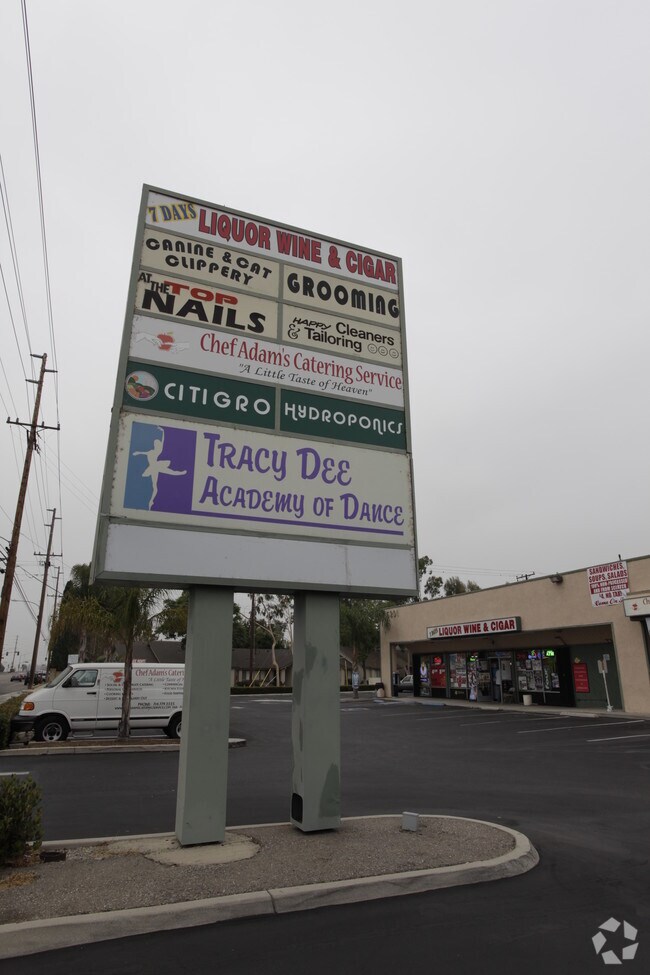 7 DAYS LIQUOR WINE & CIGAR
CANINE & CAT
CLIPPERY
GROOMING
AT THE TOP
NAILS
HAPPY Cleaners
& Tailoring
Chef Adam's Catering Service
"A Little Taste of Heaven"
CITIGRO HYDROPONICS
TRACY DEE
ACADEMY OF DANCE
SANDWICHES
SOUPS, SALADS
LIQUOR WINE & CIGAR
Chef Adam's Catering